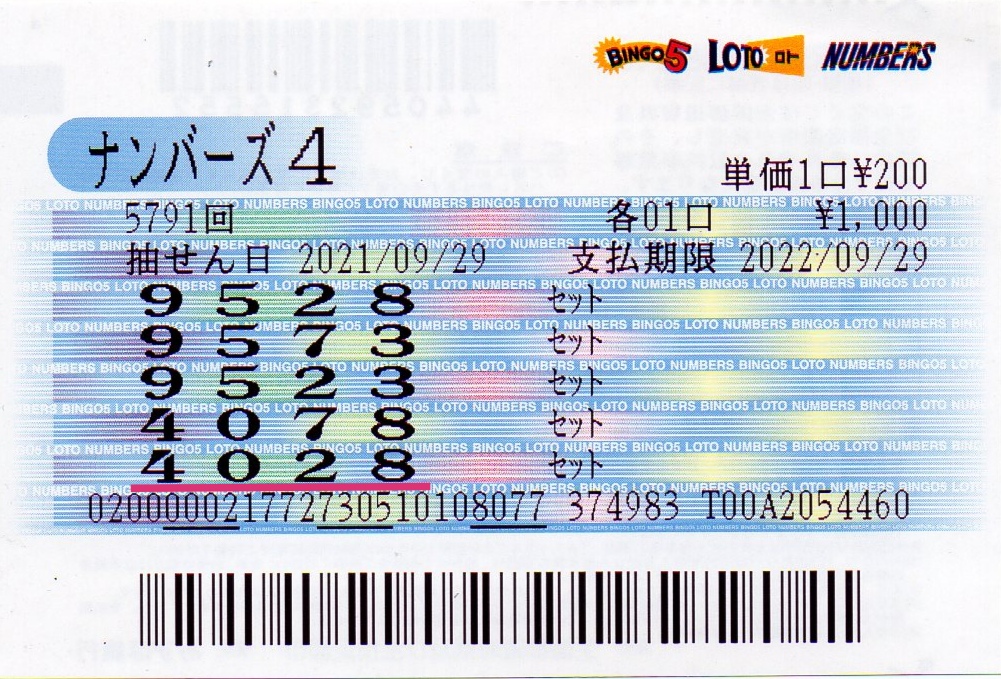 BINGO5 LOTO ロト NUMBERS
ナンバーズ4
単価1口¥200
5791回 各01口 ¥1,000
抽せん日 2021/09/29 支払期限 2022/09/29
9528 セット
9573 セット
9523 セット
4078 セット
4028 セット
020000021772730510108077 374983 T00A2054460